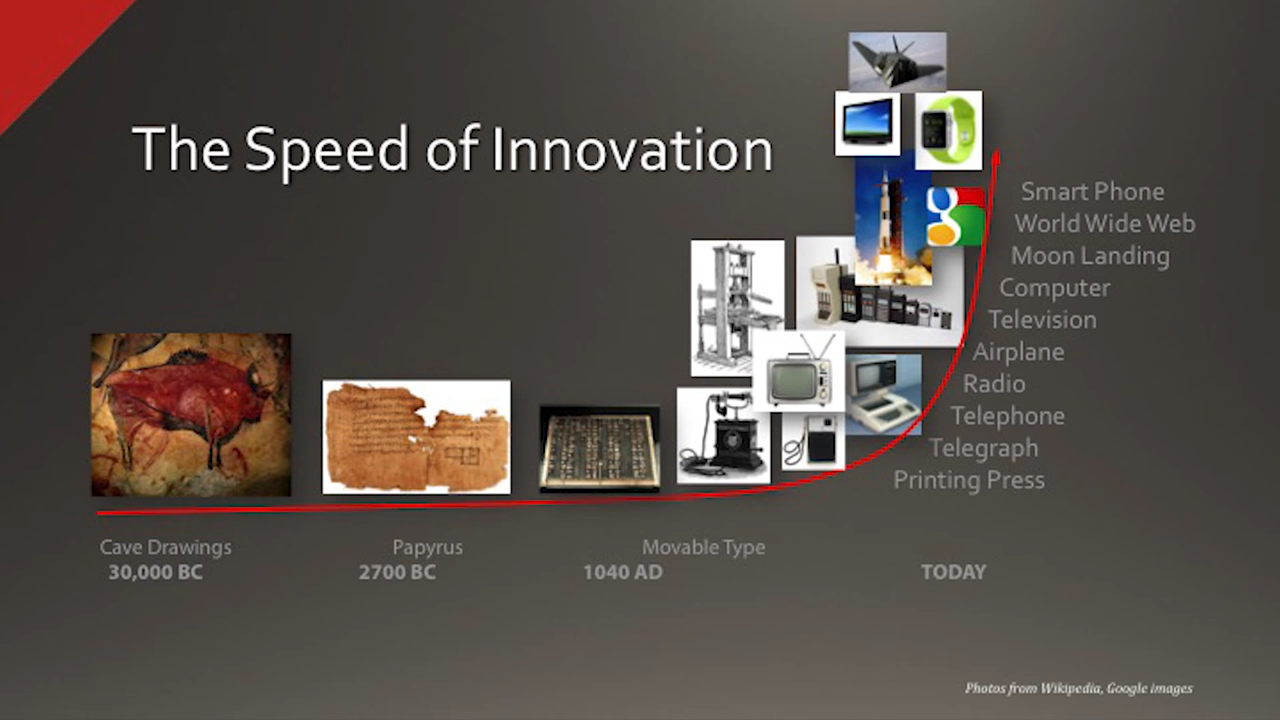 The Speed of Innovation
Smart Phone
World Wide Web
Moon Landing
Computer
Television
Airplane
Radio
Telephone
Telegraph
Printing Press
Cave Drawings
30,000 BC
Papyrus
2700 BC
Movable Type
1040 AD
TODAY
Photos from Wikipedia, Google images